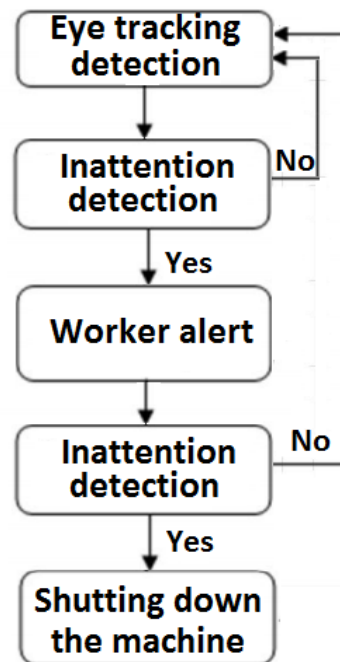 Eye tracking
detection
Inattention
detection
No
Yes
Worker alert
Inattention
detection
No
Yes
Shutting down
the machine